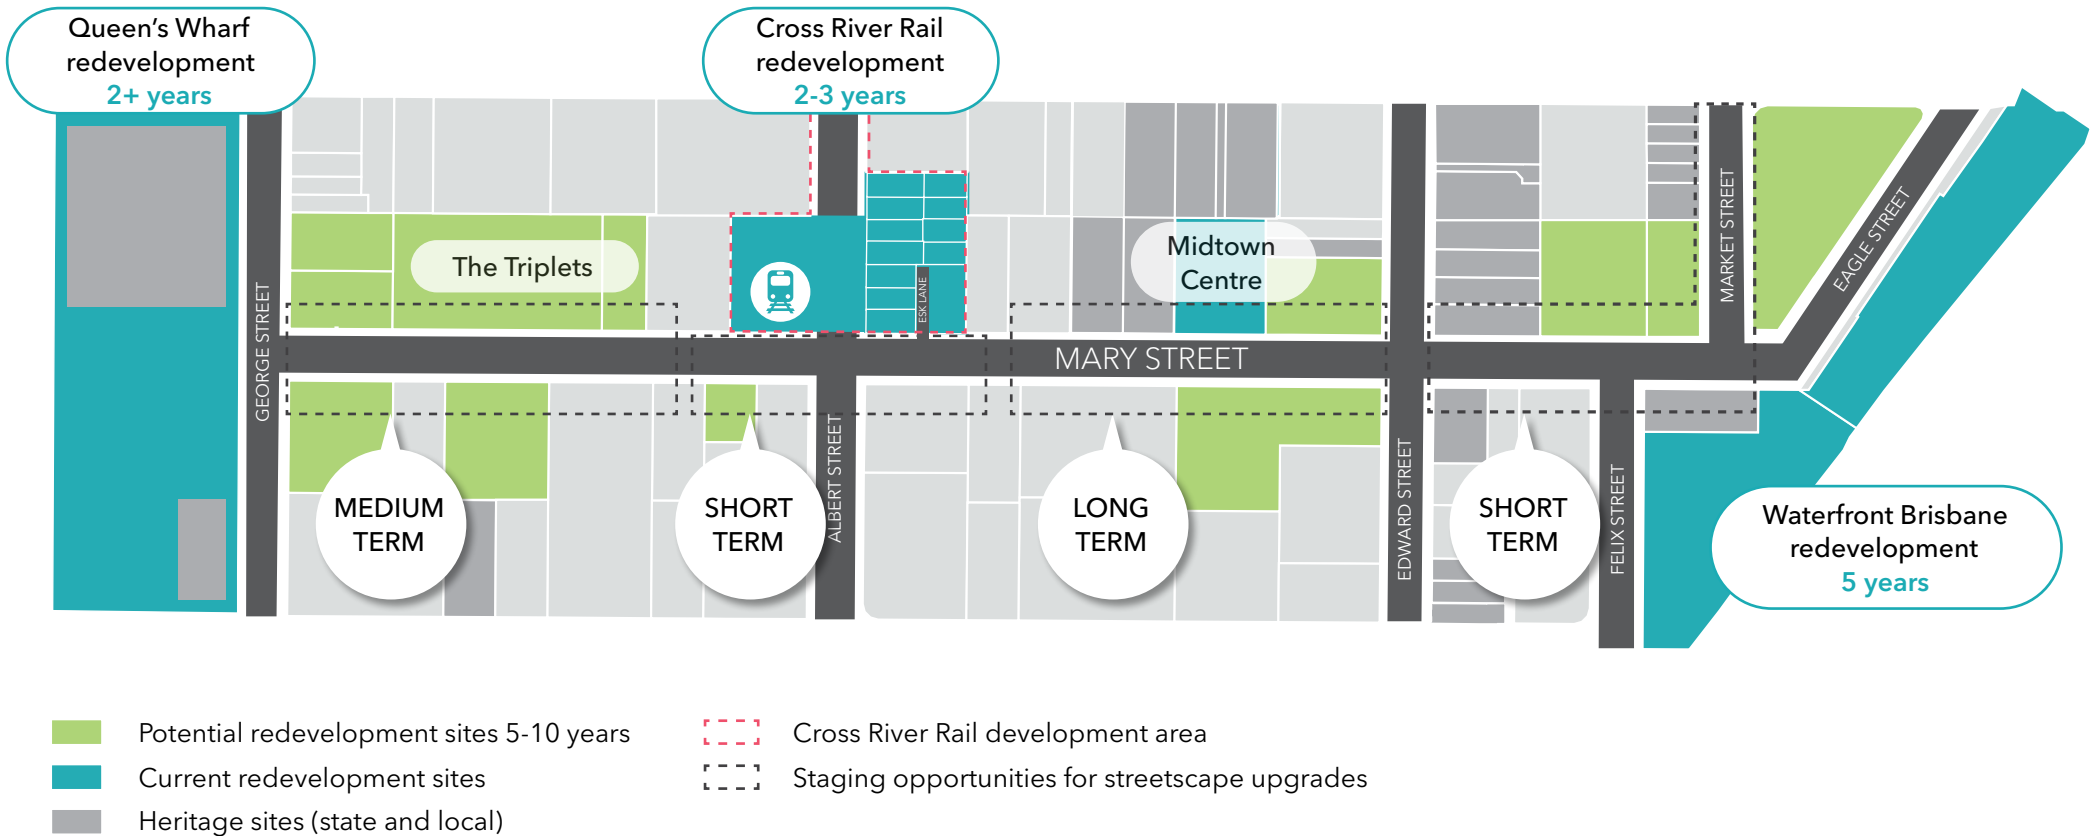 Queen's Wharf
redevelopment
2+ years
Cross River Rail
redevelopment
2-3 years
The Triplets
Midtown
Centre
ESK LANE
MARKET STREET
EAGLE STREET
GEORGE STREET
MARY STREET
ALBERT STREET
EDWARD STREET
FELIX STREET
MEDIUM
TERM
SHORT
TERM
LONG
TERM
SHORT
TERM
Waterfront Brisbane
redevelopment
5 years
Potential redevelopment sites 5-10 years
Current redevelopment sites
Heritage sites (state and local)
Cross River Rail development area
Staging opportunities for streetscape upgrades